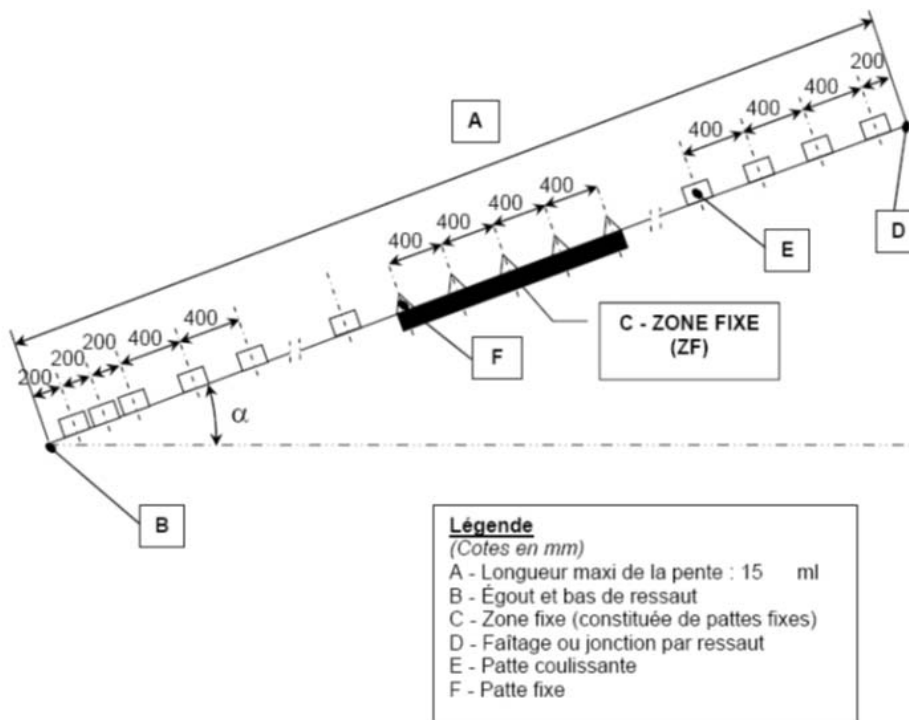 A
400
400
400
200
400
400
400
400
E
D
C - ZONE FIXE
(ZF)
F
200
200
200
400
400
α
B
Légende
(Cotes en mm)
A - Longueur maxi de la pente : 15 ml
B - Égout et bas de ressaut
C - Zone fixe (constituée de pattes fixes)
D - Faîtage ou jonction par ressaut
E - Patte coulissante
F - Patte fixe